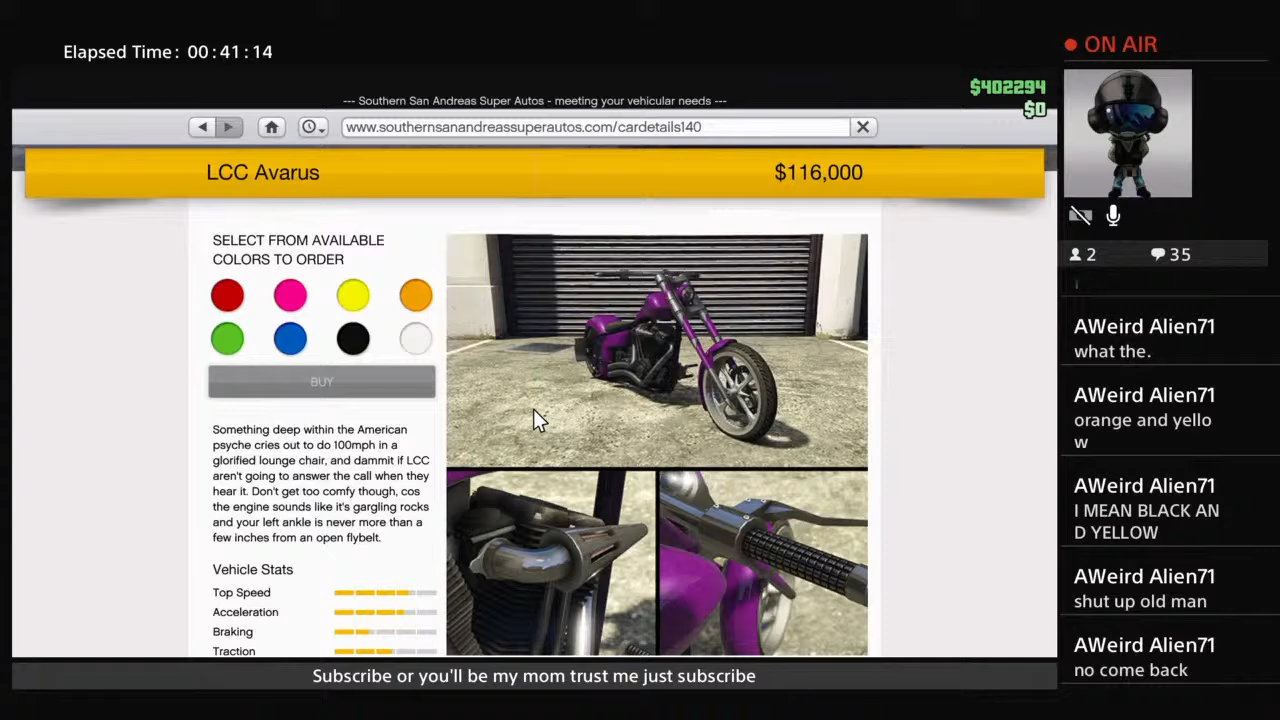 Elapsed Time: 00:41:14
ON AIR
$402294
$0
--- Southern San Andreas Super Autos - meeting your vehicular needs ---
www.southernsanandreassuperautos.com/cardetails140
LCC Avarus
$116,000
SELECT FROM AVAILABLE
COLORS TO ORDER
BUY
Something deep within the American
psyche cries out to do 100mph in a
glorified lounge chair, and dammit if LCC
aren't going to answer the call when they
hear it. Don't get too comfy though, cos
the engine sounds like it's gargling rocks
and your left ankle is never more than a
few inches from an open flybelt.
Vehicle Stats
Top Speed
Acceleration
Braking
Traction
2
35
AWeird Alien71
what the.
AWeird Alien71
orange and yello
w
AWeird Alien71
I MEAN BLACK AN
D YELLOW
AWeird Alien71
shut up old man
AWeird Alien71
no come back
Subscribe or you'll be my mom trust me just subscribe